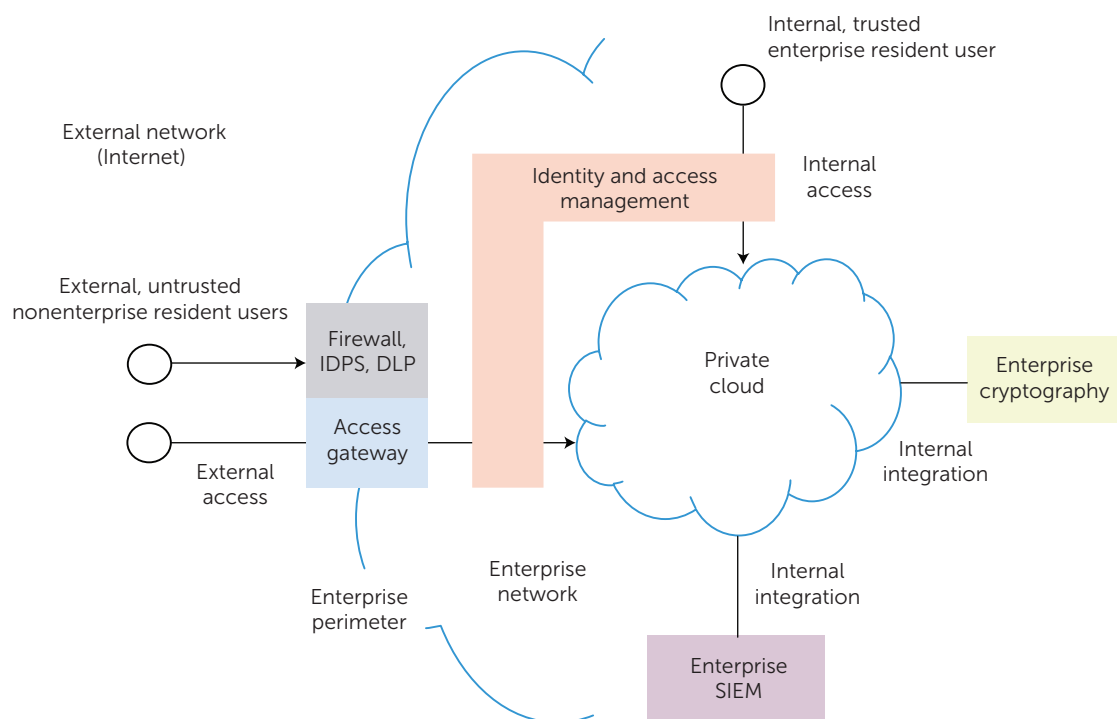 Internal, trusted
enterprise resident user
External network
(Internet)
Identity and access
management
Internal
access
External, untrusted
nonenterprise resident users
Firewall,
IDPS, DLP
Private
cloud
Enterprise
cryptography
Access
gateway
External
access
Internal
integration
Enterprise
network
Internal
integration
Enterprise
perimeter
Enterprise
SIEM